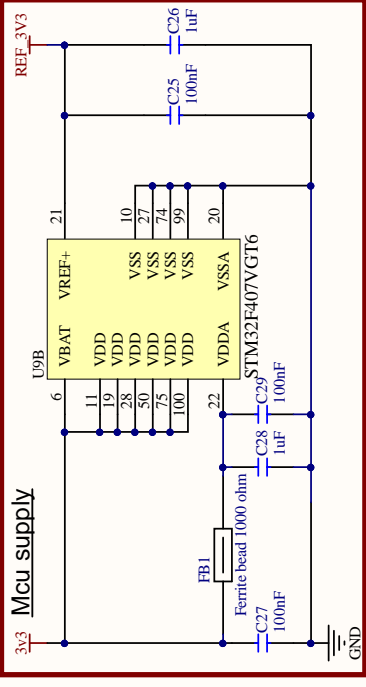 Mcu supply
3v3
REF_3V3
U9B
6 VBAT
11 VDD
19 VDD
28 VDD
50 VDD
75 VDD
100 VDD
22 VDDA
VREF+ 21
VSS 10
VSS 27
VSS 74
VSS 99
VSSA 20
STM32F407VGT6
C26
1uF
C25
100nF
C29
100nF
C28
1uF
FB1
Ferrite bead 1000 ohm
C27
100nF
GND